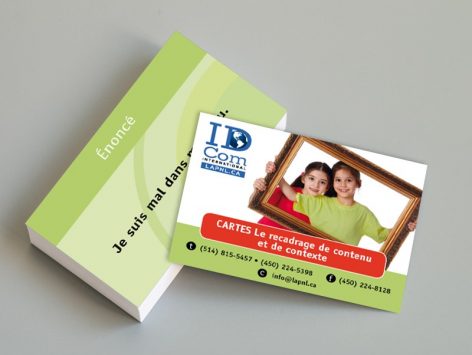 Énoncé
Je suis mal dans
ID
Com
INTERNATIONAL
LAPNL.CA
CARTES Le recadrage de contenu
et de contexte
t (514) 815-5457 • (450) 224-5398 f (450) 224-8128
c info@lapnl.ca